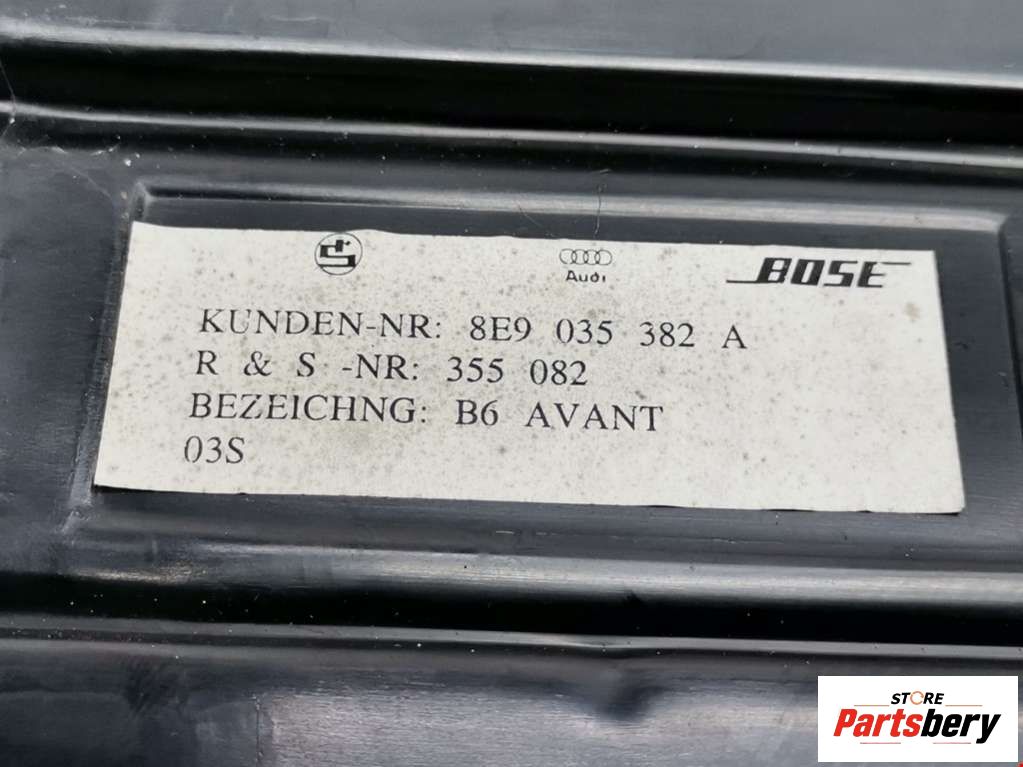 Audi
BOSE
KUNDEN-NR: 8E9 035 382 A
R & S -NR: 355 082
BEZEICHNG: B6 AVANT
03S
STORE
Partsbery